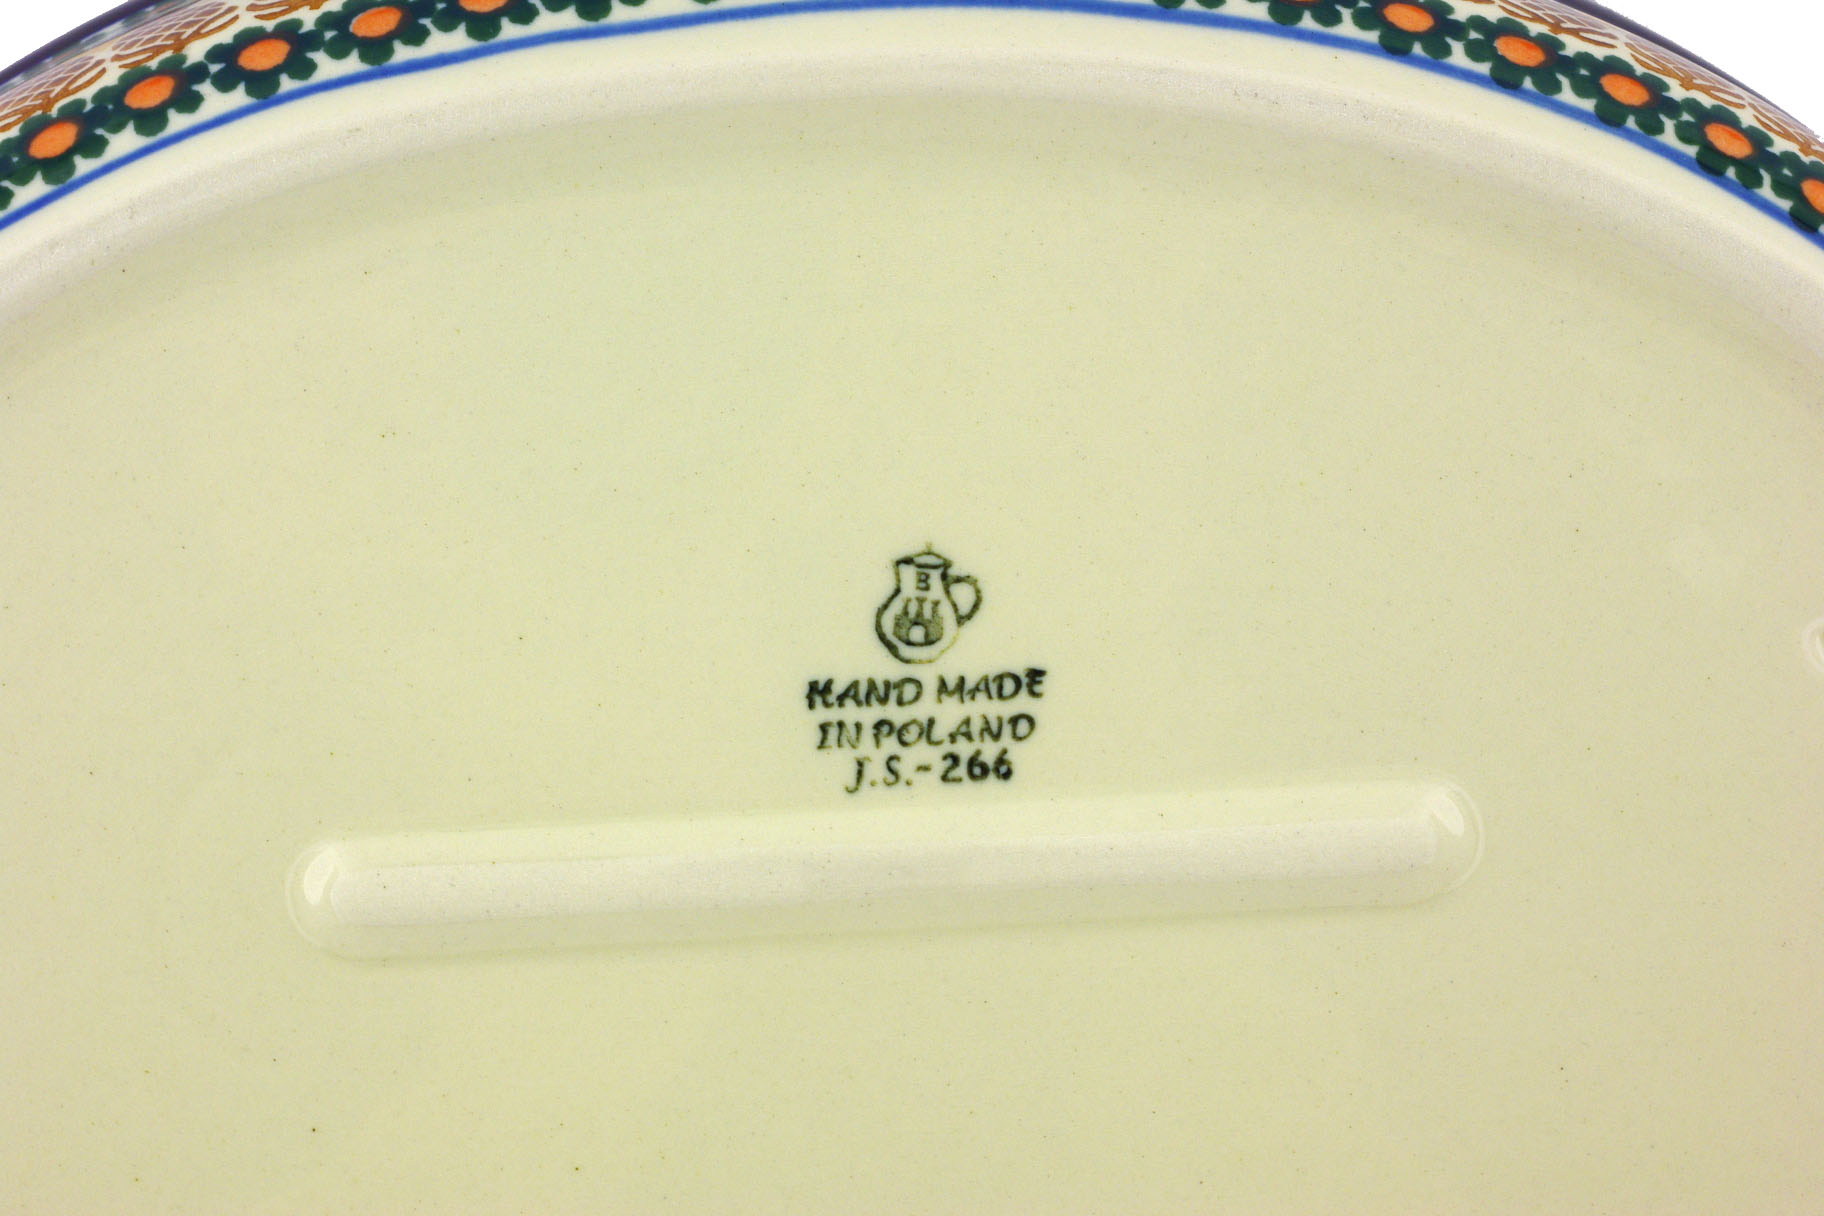 B
HAND MADE
IN POLAND
J.S.-266